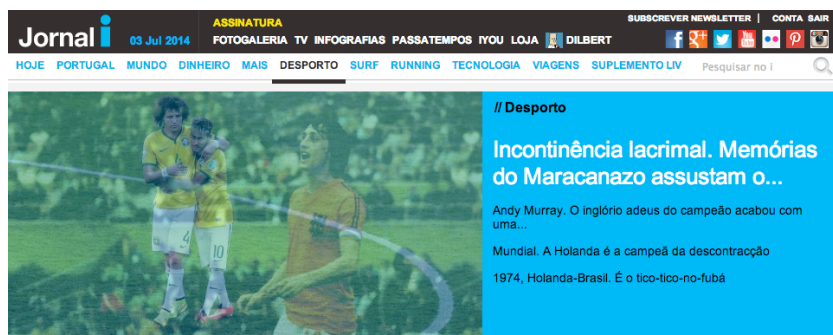 SUBSCREVER NEWSLETTER | CONTA SAIR
ASSINATURA
Jornal i
03 Jul 2014
FOTOGALERIA TV INFOGRAFIAS PASSATEMPOS IYOU LOJA DILBERT
HOJE PORTUGAL MUNDO DINHEIRO MAIS DESPORTO SURF RUNNING TECNOLOGIA VIAGENS SUPLEMENTO LIV Pesquisar no i
// Desporto
Incontinência lacrimal. Memórias
do Maracanazo assustam o...
Andy Murray. O inglório adeus do campeão acabou com
uma...
Mundial. A Holanda é a campeã da descontracção
1974, Holanda-Brasil. É o tico-tico-no-fubá
4
10